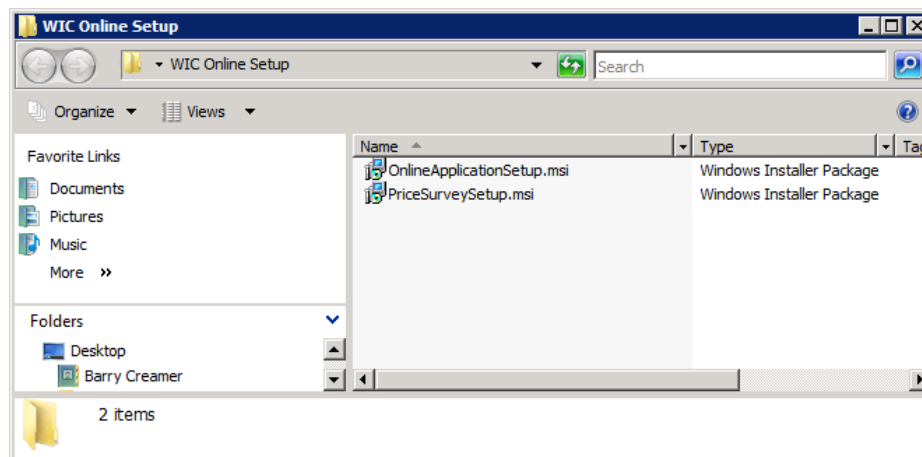 WIC Online Setup
WIC Online Setup
Search
Organize Views
Favorite Links
Documents
Pictures
Music
More »
Folders
Desktop
Barry Creamer
Name Type Tag
OnlineApplicationSetup.msi Windows Installer Package
PriceSurveySetup.msi Windows Installer Package
2 items